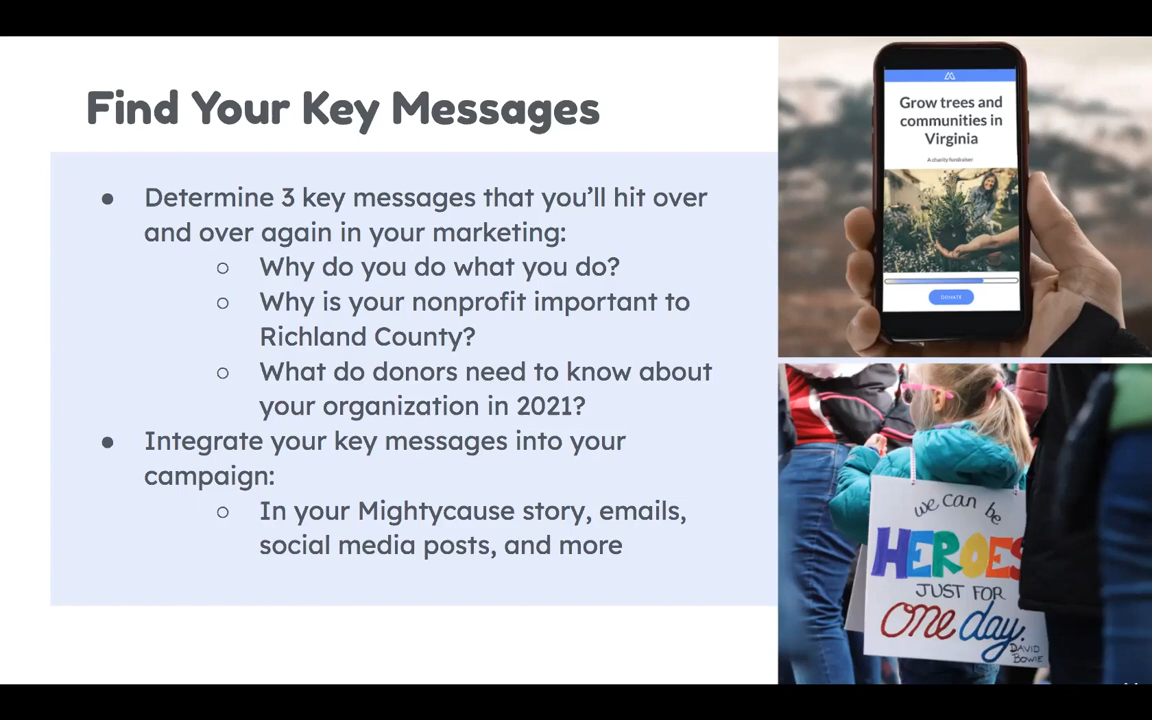 Find Your Key Messages
● Determine 3 key messages that you’ll hit over
and over again in your marketing:
○ Why do you do what you do?
○ Why is your nonprofit important to
Richland County?
○ What do donors need to know about
your organization in 2021?
● Integrate your key messages into your
campaign:
○ In your Mightycause story, emails,
social media posts, and more
Grow trees and
communities in
Virginia
A charity fundraiser
DONATE
we can be
HEROES
JUST FOR
one day.
DAVID
BOWIE